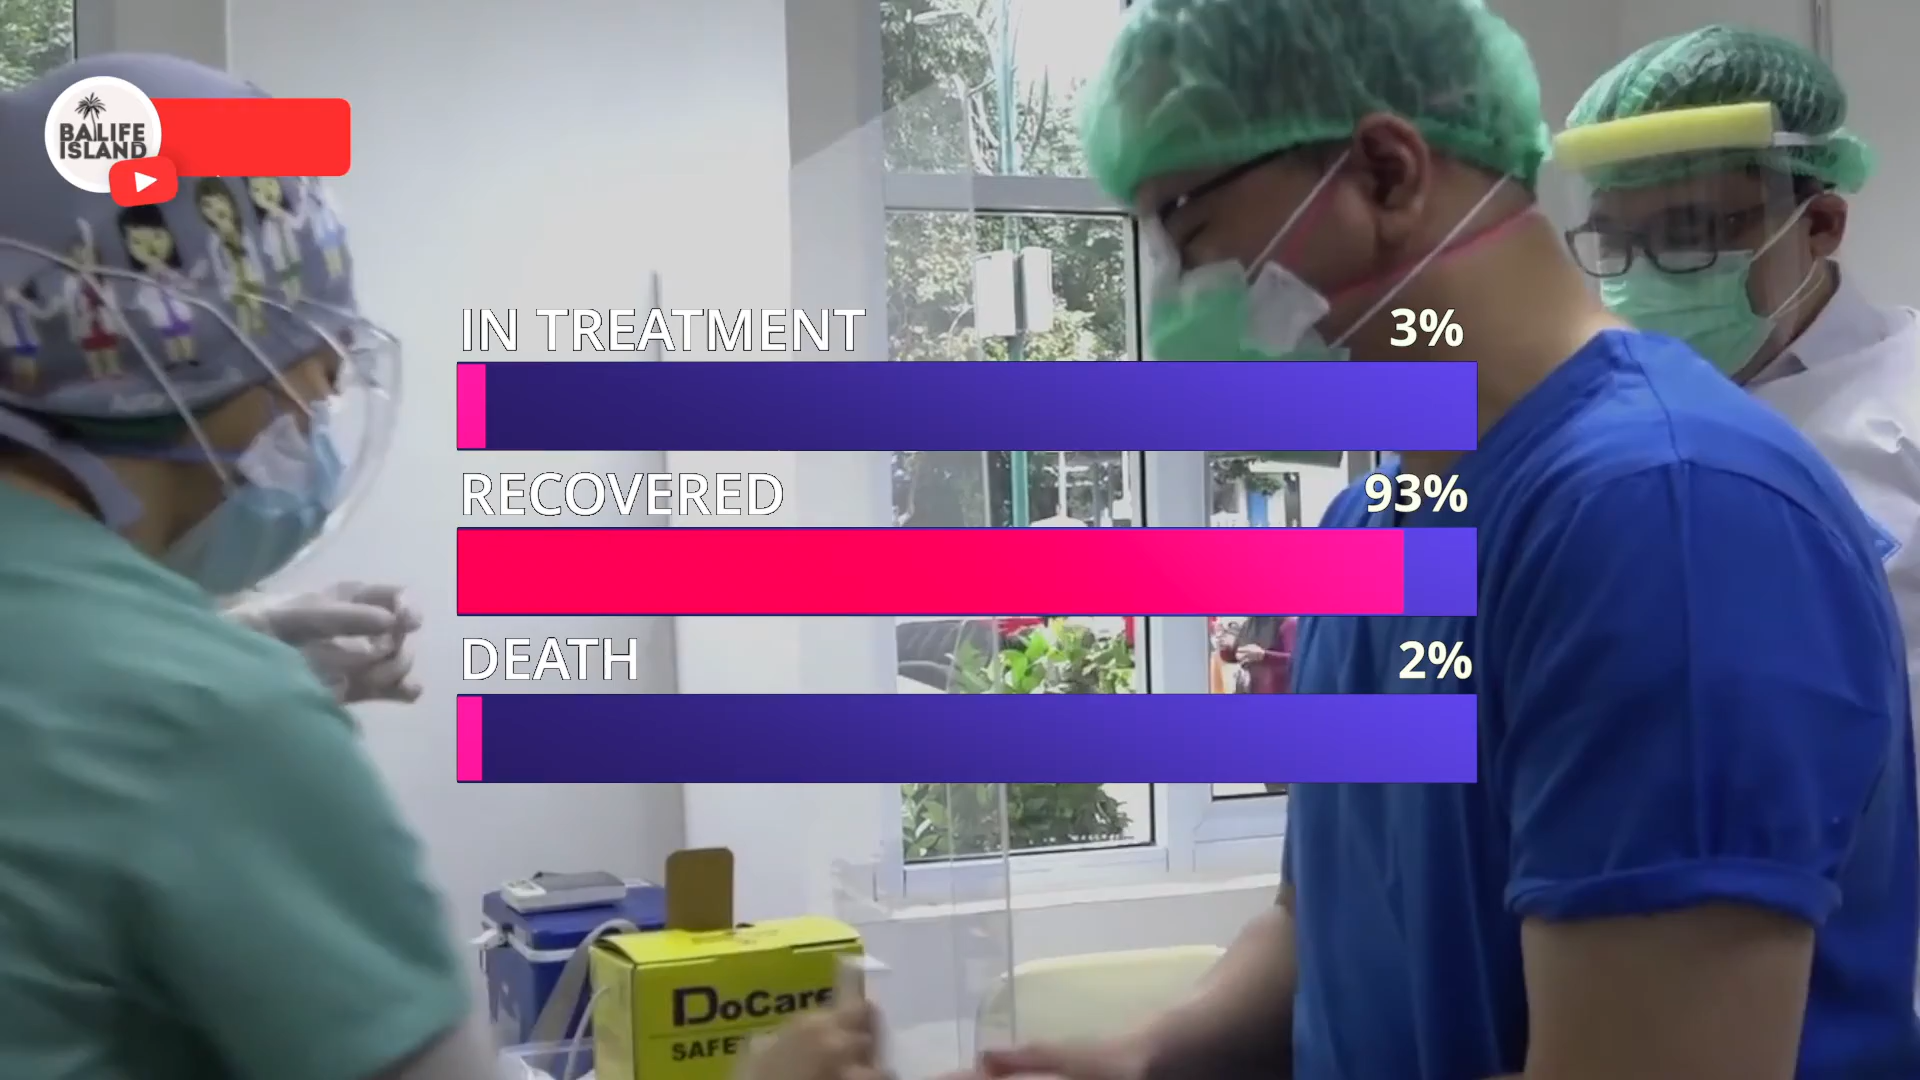 BALIFE
ISLAND
IN TREATMENT 3%
RECOVERED 93%
DEATH 2%
DoCare
SAFE